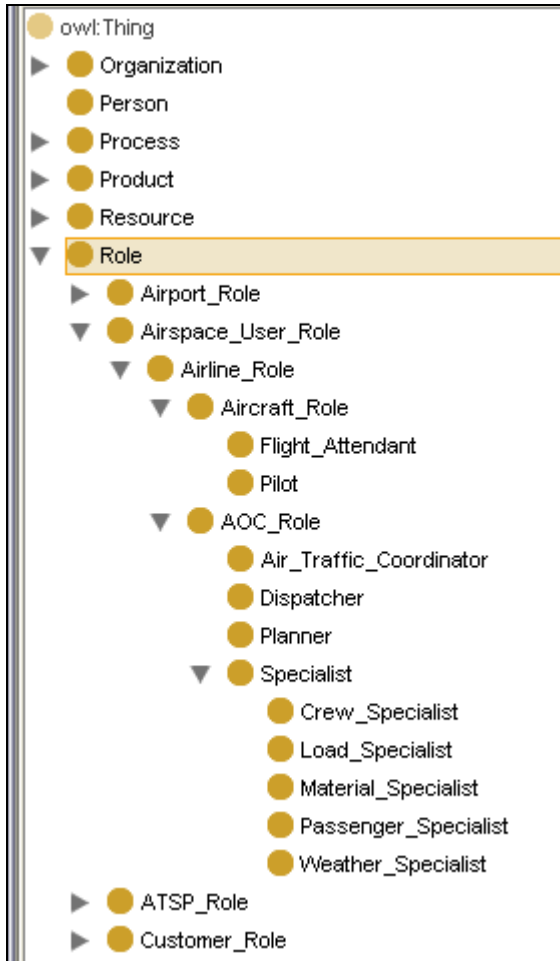 owl:Thing
Organization
Person
Process
Product
Resource
Role
Airport_Role
Airspace_User_Role
Airline_Role
Aircraft_Role
Flight_Attendant
Pilot
AOC_Role
Air_Traffic_Coordinator
Dispatcher
Planner
Specialist
Crew_Specialist
Load_Specialist
Material_Specialist
Passenger_Specialist
Weather_Specialist
ATSP_Role
Customer_Role